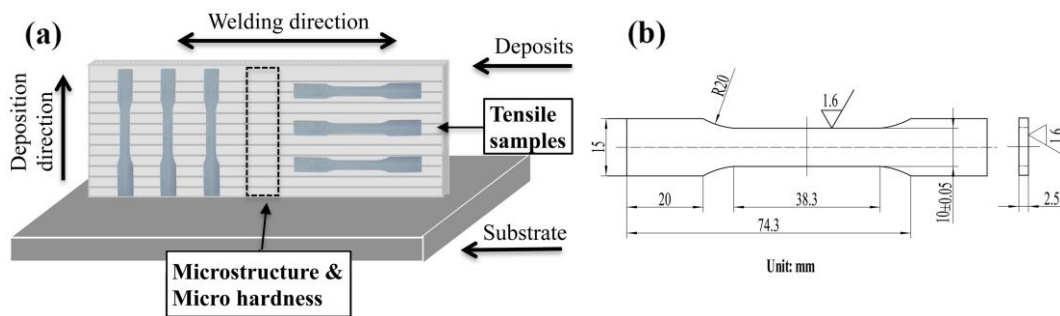 (a)
Welding direction
Deposits
Deposition
direction
Tensile
samples
Substrate
Microstructure &
Micro hardness
(b)
R20
1.6
1.6
15
20
38.3
10±0.05
2.5
74.3
Unit: mm